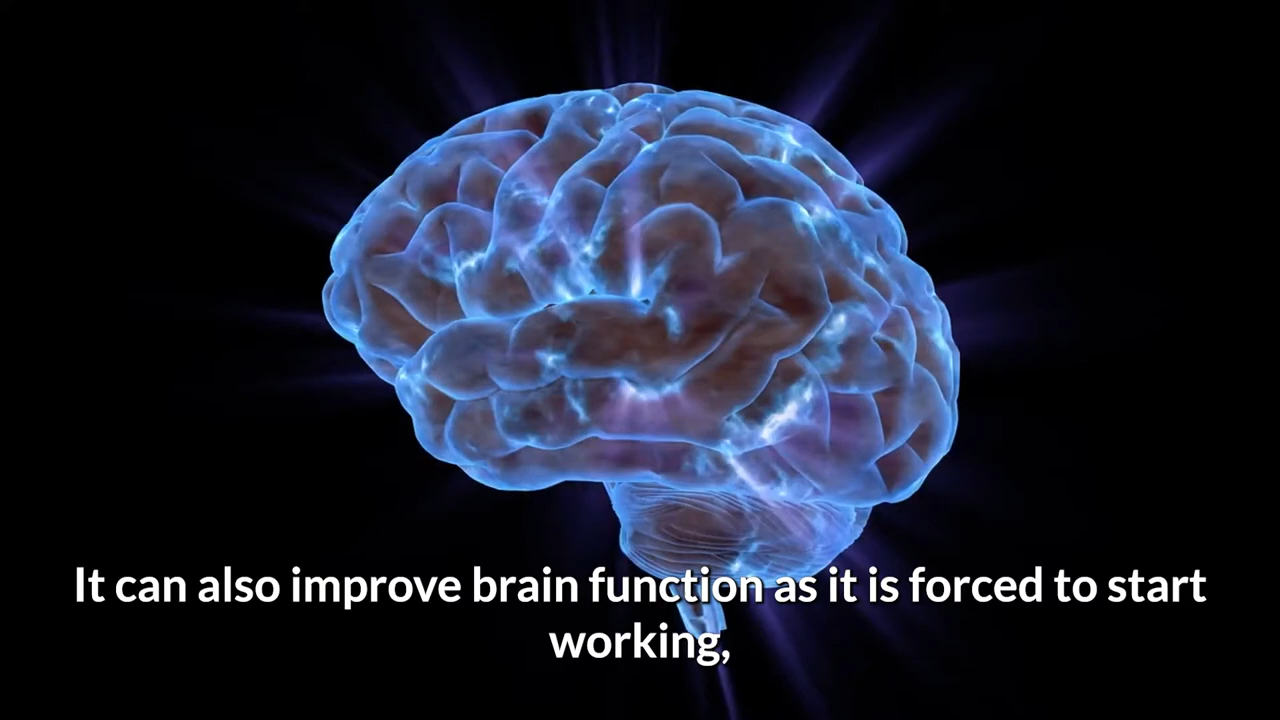 It can also improve brain function as it is forced to start
working,